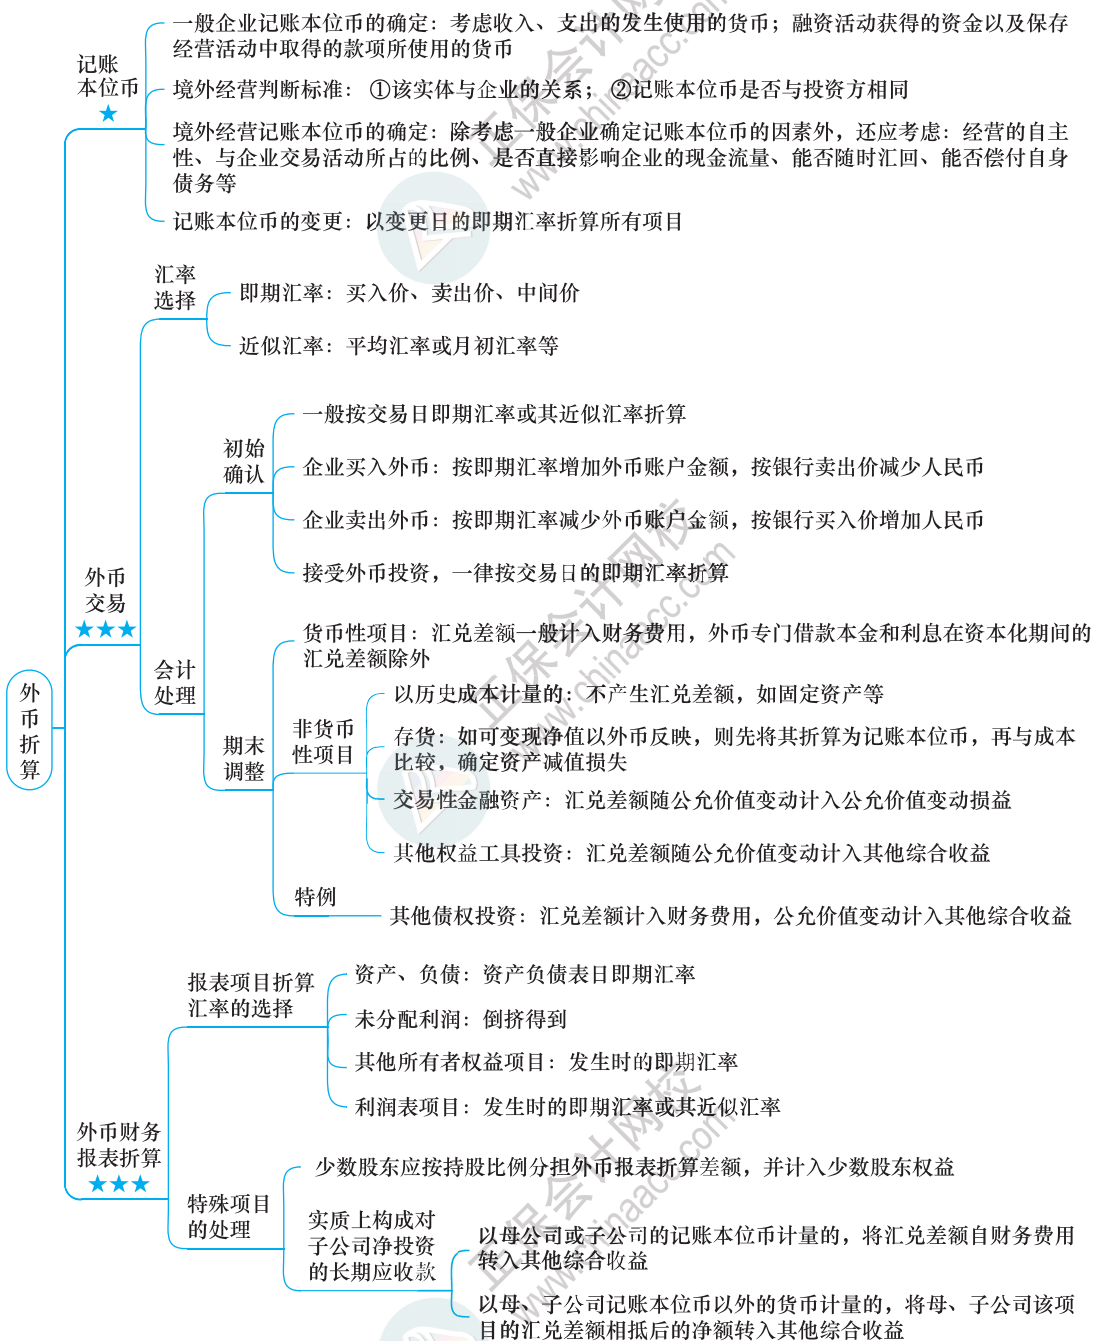 一般企业记账本位币的确定：考虑收入、支出的发生使用的货币；融资活动获得的资金以及保存
经营活动中取得的款项所使用的货币
记账
本位币
★
境外经营判断标准： ①该实体与企业的关系； ②记账本位币是否与投资方相同
境外经营记账本位币的确定：除考虑一般企业确定记账本位币的因素外，还应考虑：经营的自主
性、与企业交易活动所占的比例、是否直接影响企业的现金流量、能否随时汇回、能否偿付自身
债务等
记账本位币的变更：以变更日的即期汇率折算所有项目
汇率
选择
即期汇率：买入价、卖出价、中间价
近似汇率：平均汇率或月初汇率等
外币
交易
★★★
会计
处理
初始
确认
一般按交易日即期汇率或其近似汇率折算
企业买入外币：按即期汇率增加外币账户金额，按银行卖出价减少人民币
企业卖出外币：按即期汇率减少外币账户金额，按银行买入价增加人民币
接受外币投资，一律按交易日的即期汇率折算
期末
调整
货币性项目：汇兑差额一般计入财务费用，外币专门借款本金和利息在资本化期间的
汇兑差额除外
非货币
性项目
以历史成本计量的：不产生汇兑差额，如固定资产等
存货：如可变现净值以外币反映，则先将其折算为记账本位币，再与成本
比较，确定资产减值损失
交易性金融资产：汇兑差额随公允价值变动计入公允价值变动损益
其他权益工具投资：汇兑差额随公允价值变动计入其他综合收益
特例
其他债权投资：汇兑差额计入财务费用，公允价值变动计入其他综合收益
外
币
折
算
外币财务
报表折算
★★★
报表项目折算
汇率的选择
资产、负债：资产负债表日即期汇率
未分配利润：倒挤得到
其他所有者权益项目：发生时的即期汇率
利润表项目：发生时的即期汇率或其近似汇率
特殊项目
的处理
少数股东应按持股比例分担外币报表折算差额，并计入少数股东权益
实质上构成对
子公司净投资
的长期应收款
以母公司或子公司的记账本位币计量的，将汇兑差额自财务费用
转入其他综合收益
以母、子公司记账本位币以外的货币计量的，将母、子公司该项
目的汇兑差额相抵后的净额转入其他综合收益
正保会计网校
www.chinaacc.com
正保会计网校
www.chinaacc.com
正保会计网校
www.chinaacc.com